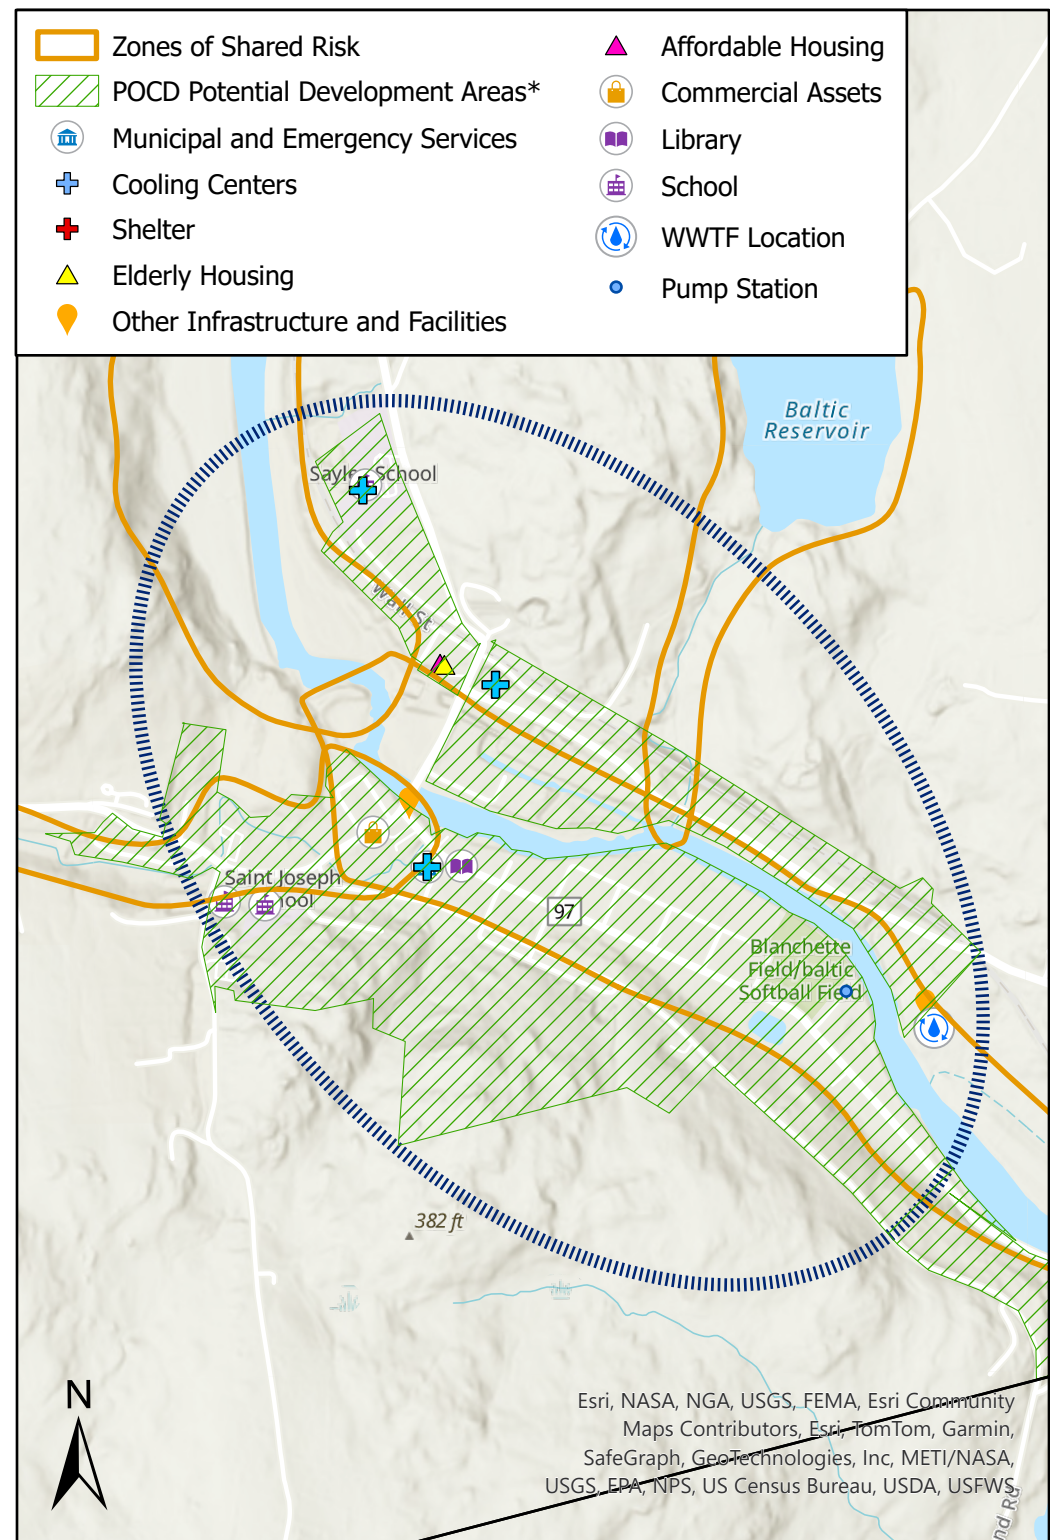 Zones of Shared Risk
POCD Potential Development Areas*
Municipal and Emergency Services
Cooling Centers
Shelter
Elderly Housing
Other Infrastructure and Facilities
Affordable Housing
Commercial Assets
Library
School
WWTF Location
Pump Station
Baltic
Reservoir
School
Wall St
Saint Joseph
97
Blanchette
Field/baltic
Softball Field
382 ft
N
Esri, NASA, NGA, USGS, FEMA, Esri Community
Maps Contributors, Esri, TomTom, Garmin,
SafeGraph, GeoTechnologies, Inc, METI/NASA,
USGS, EPA, NPS, US Census Bureau, USDA, USFWS
Rd